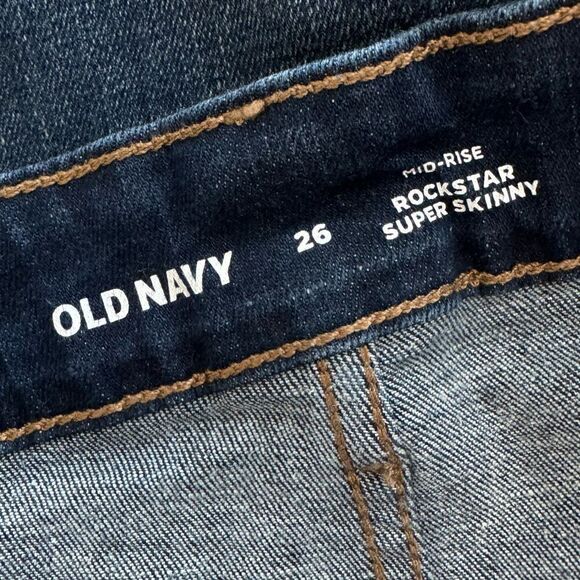 OLD NAVY
26
MID-RISE
ROCKSTAR
SUPER SKINNY